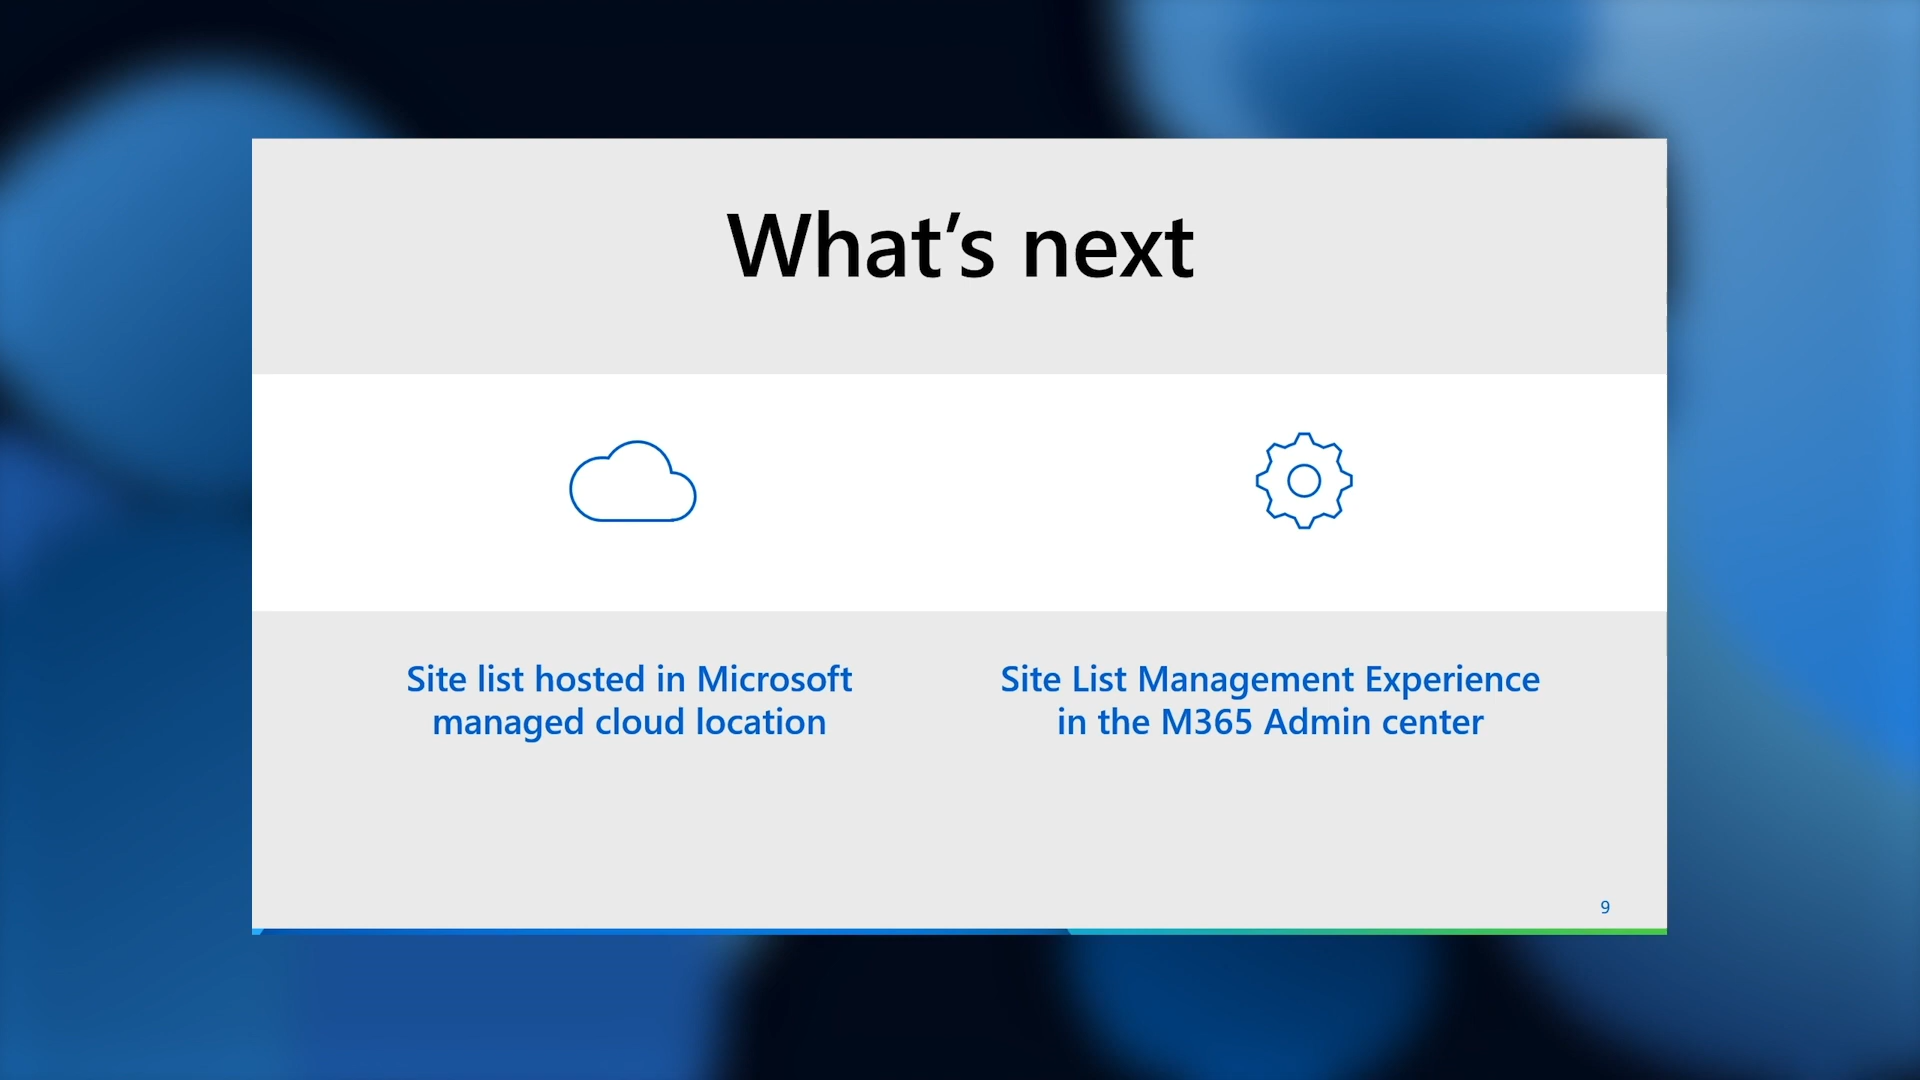 What’s next
Site list hosted in Microsoft
managed cloud location
Site List Management Experience
in the M365 Admin center
9